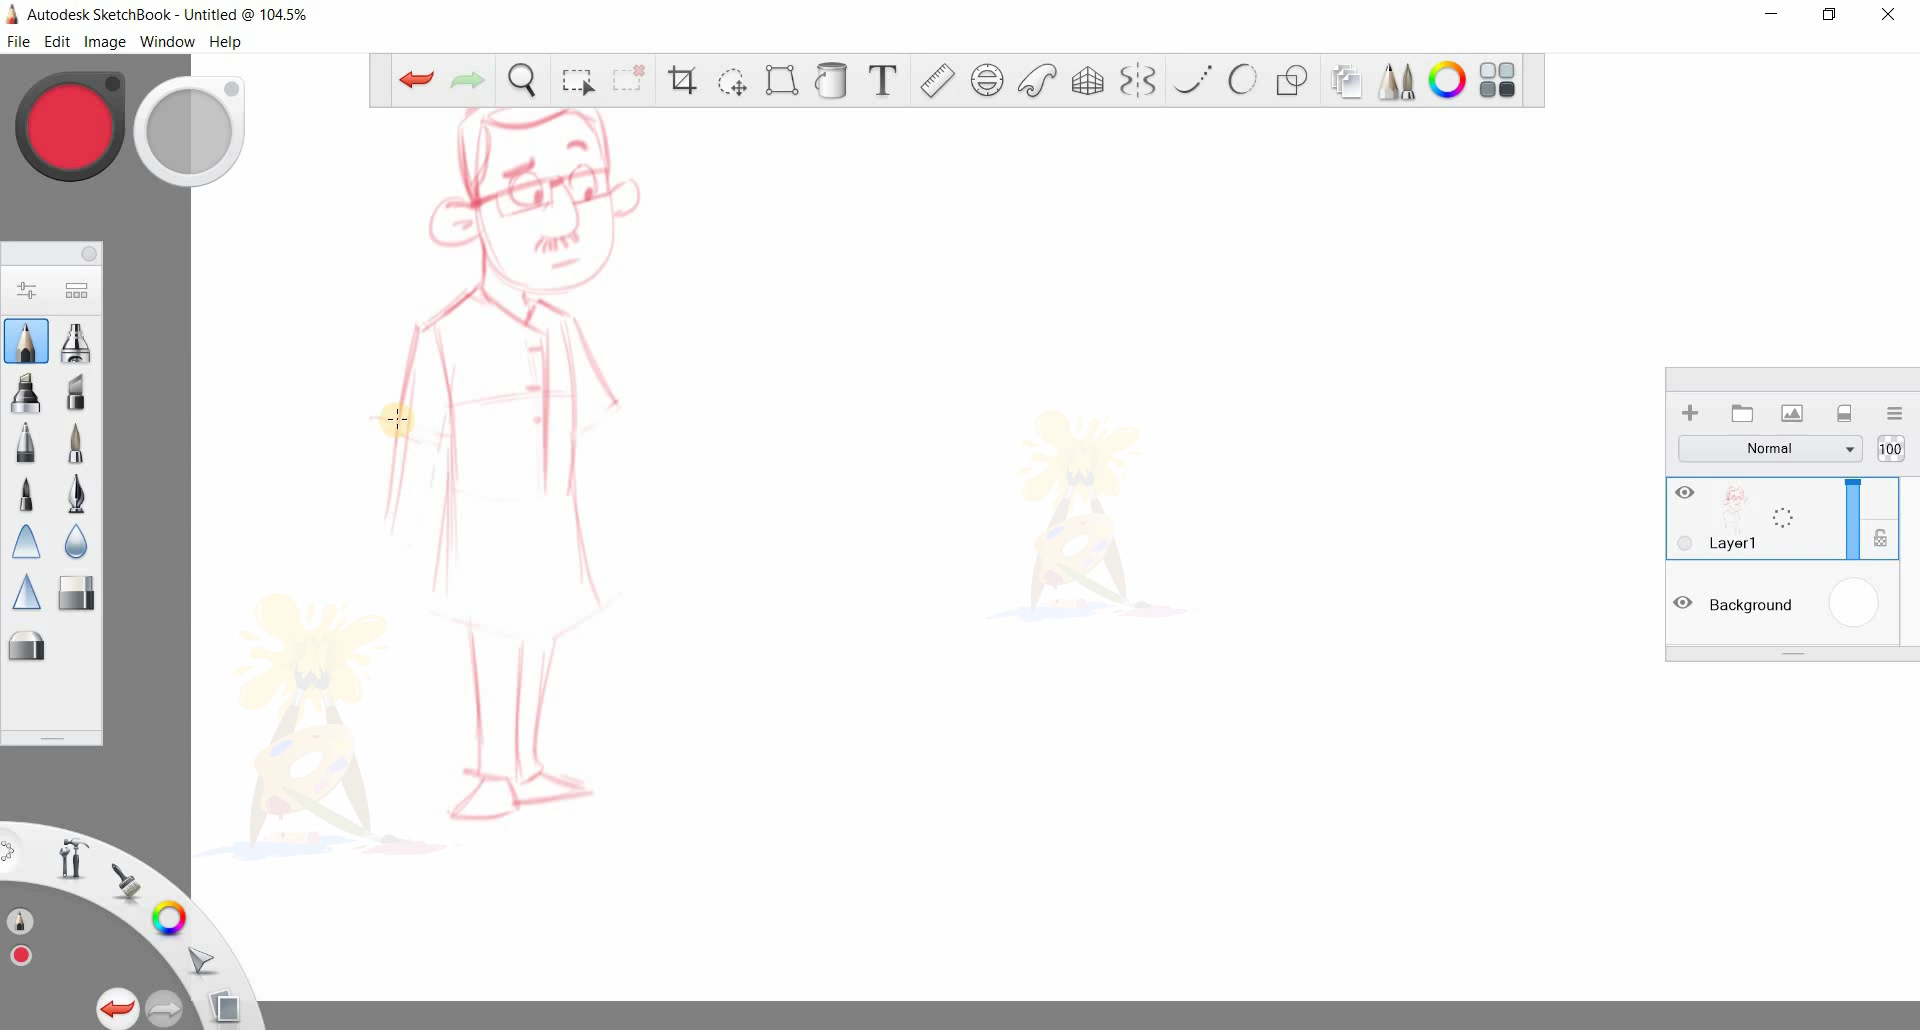 Autodesk SketchBook - Untitled @ 104.5%
File Edit Image Window Help
T
Normal 100
Layer1
Background